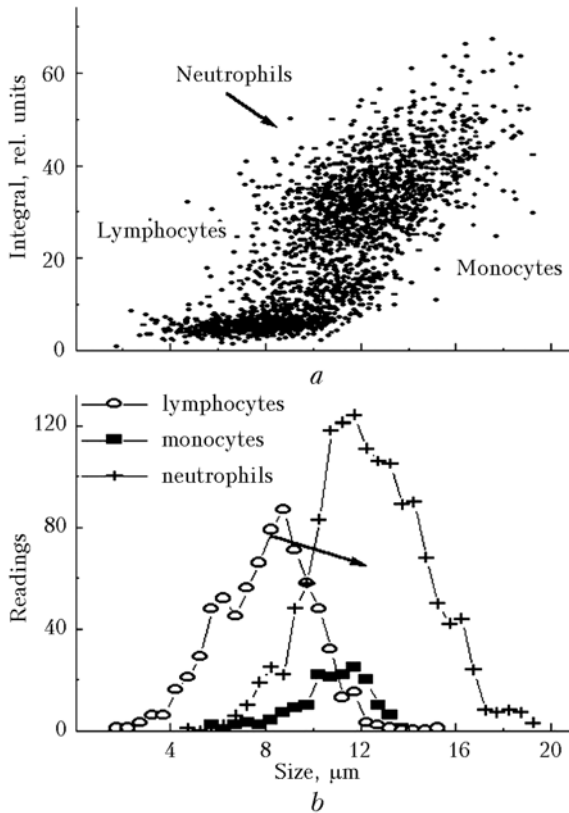 Integral, rel. units
60
40
20
0
Neutrophils
Lymphocytes
Monocytes
a
Readings
120
80
40
0
lymphocytes
monocytes
neutrophils
4 8 12 16 20
Size, μm
b